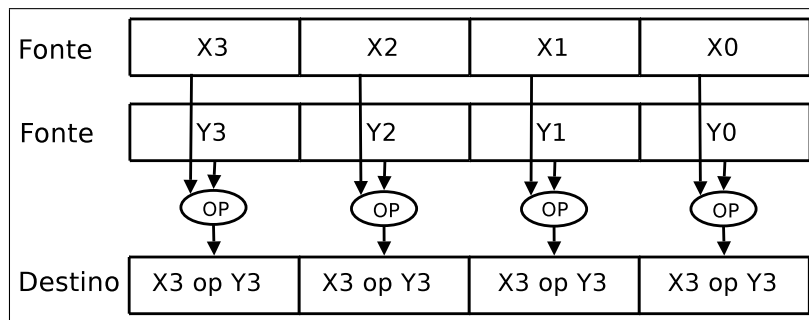 Fonte X3 X2 X1 X0
Fonte Y3 Y2 Y1 Y0
OP OP OP OP
Destino X3 op Y3 X3 op Y3 X3 op Y3 X3 op Y3